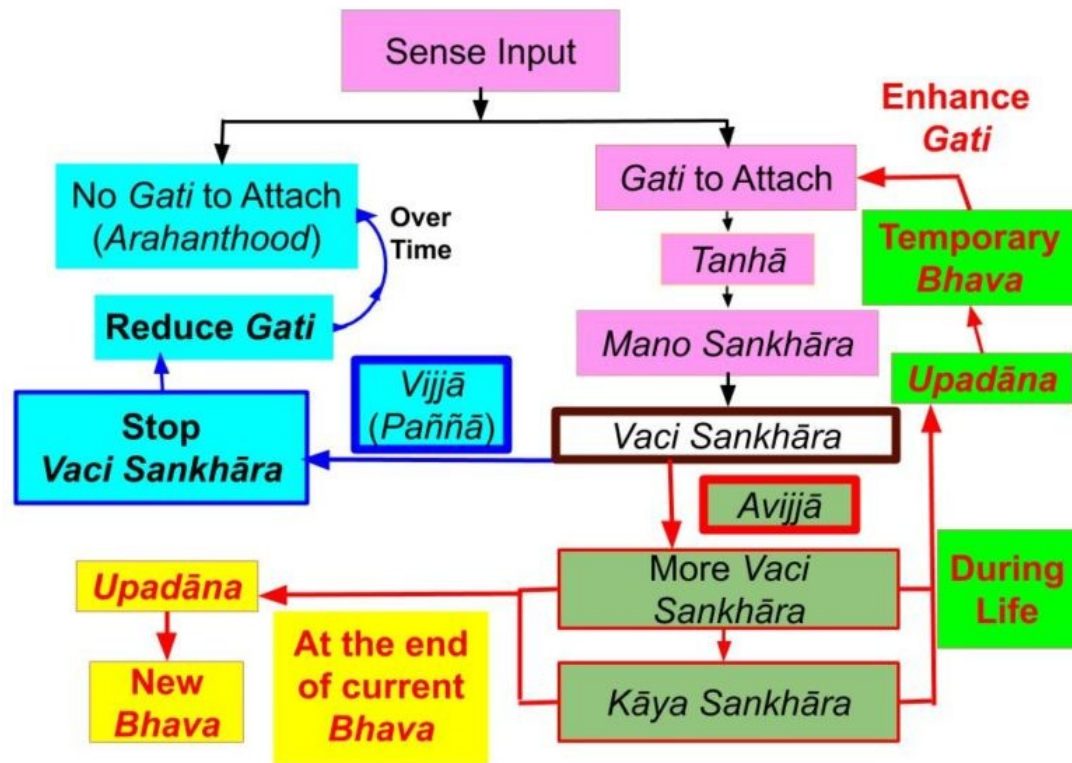 Sense Input
Enhance
Gati
No Gati to Attach
(Arahanthood)
Over
Time
Gati to Attach
Temporary
Bhava
Tanhā
Reduce Gati
Mano Sankhāra
Upadāna
Vijjā
(Paññā)
Stop
Vaci Sankhāra
Vaci Sankhāra
Avijjā
More Vaci
Sankhāra
During
Life
Upadāna
At the end
of current
Bhava
New
Bhava
Kāya Sankhāra